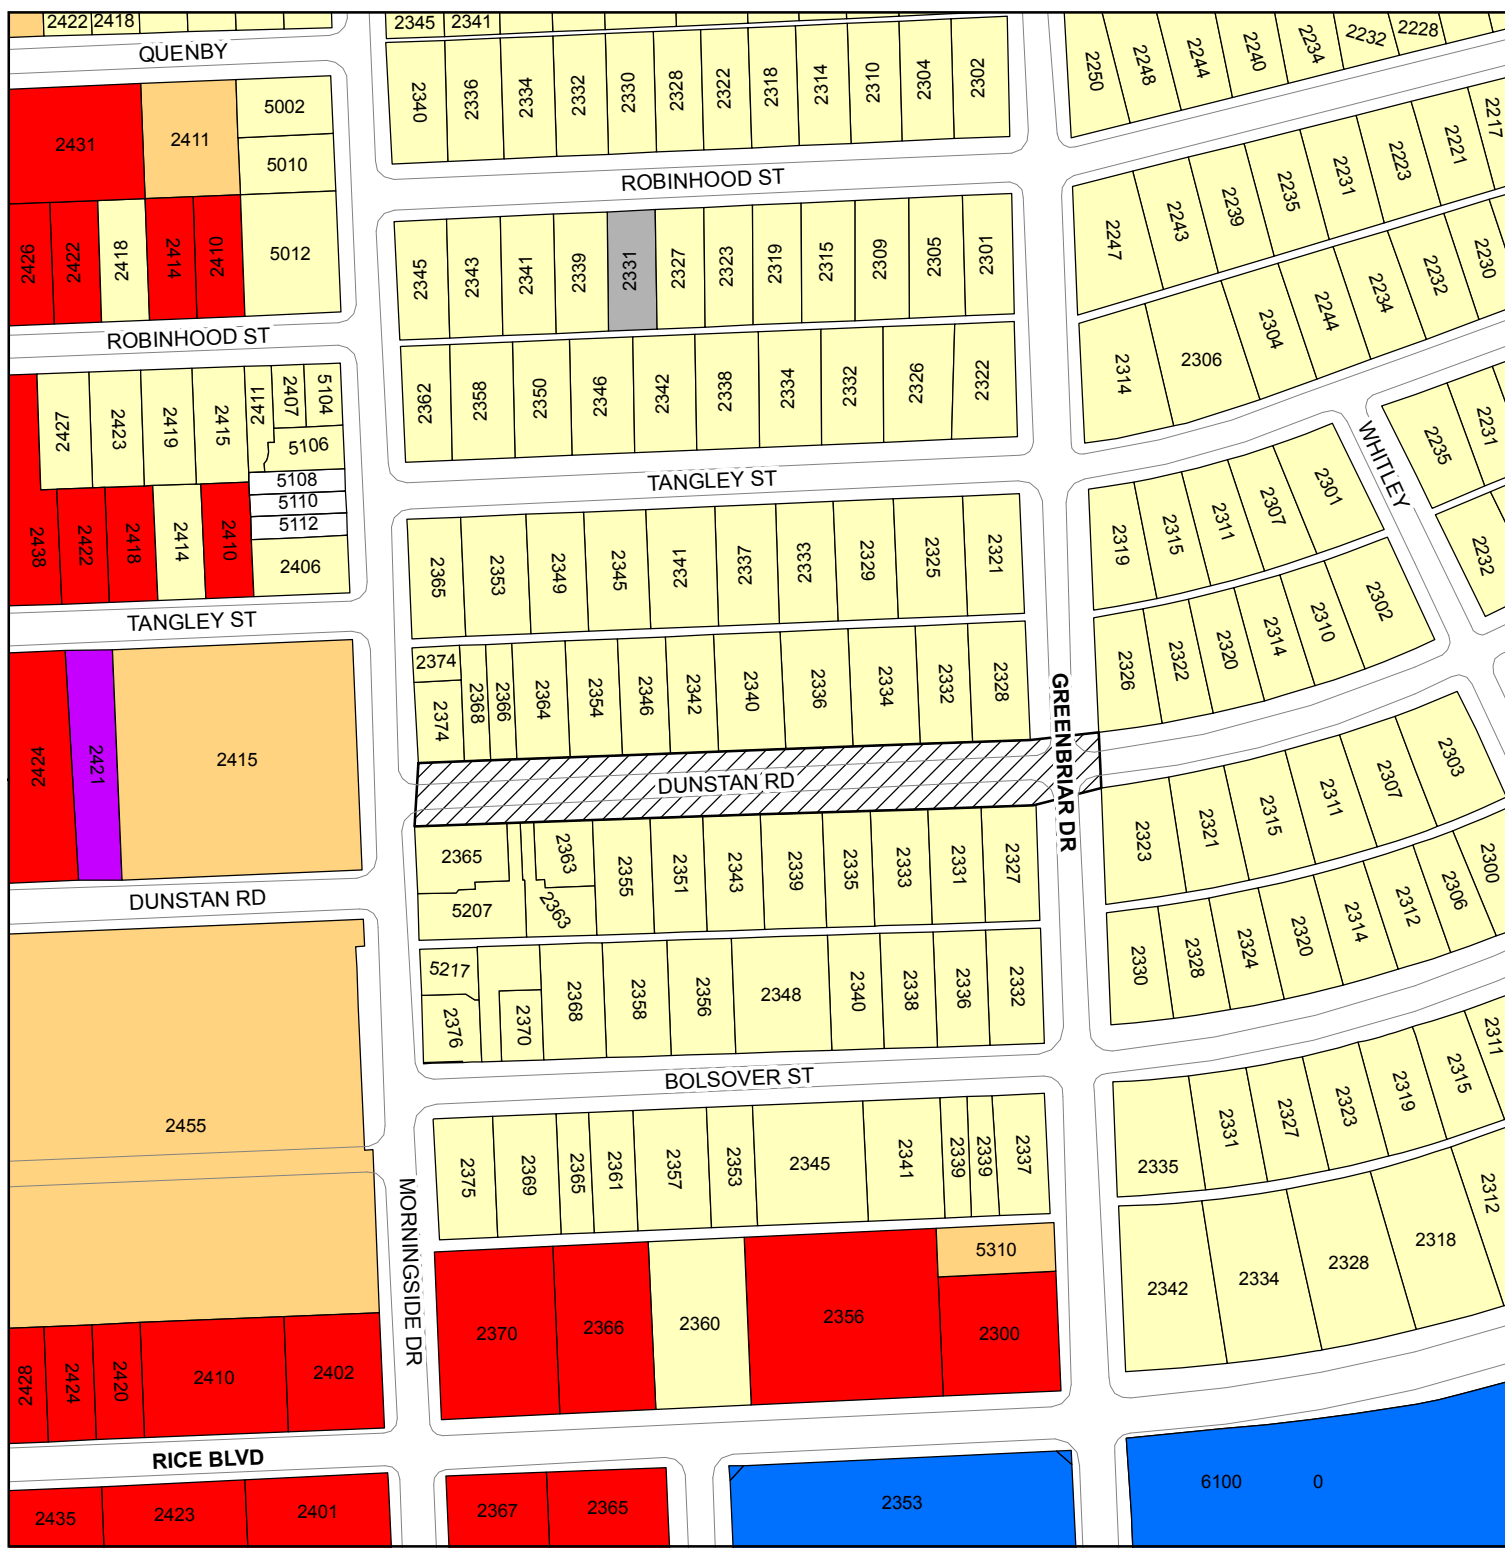 2422 2418
2345 2341
QUENBY
2340 2336 2334 2332 2330 2328 2322 2318 2314 2310 2304 2302
2250 2248 2244 2240 2234 2232 2228
2431 2411 5002
5010
ROBINHOOD ST
2426 2422 2418 2414 2410 5012
2345 2343 2341 2339 2331 2327 2323 2319 2315 2309 2305 2301
2247 2243 2239 2235 2231 2223 2221 2217
ROBINHOOD ST
2362 2358 2350 2346 2342 2338 2334 2332 2326 2322
2314 2306 2304 2244 2234 2232 2230
2427 2423 2419 2415 2411 2407 5104
5106
5108
5110
5112
2406
TANGLEY ST
WHITLEY
2235 2231
2232
2438 2422 2418 2414 2410
2365 2353 2349 2345 2341 2337 2333 2329 2325 2321
2319 2315 2311 2307 2301
TANGLEY ST
2374
2374 2368 2366 2364 2354 2346 2342 2340 2336 2334 2332 2328
2326 2322 2320 2314 2310 2302
GREENBRIAR DR
2424 2421 2415
DUNSTAN RD
2323 2321 2315 2311 2307 2303
2365 2363 2355 2351 2343 2339 2335 2333 2331 2327
5207 2363
DUNSTAN RD
2330 2328 2324 2320 2314 2312 2306 2300
5217
2376 2370 2368 2358 2356 2348 2340 2338 2336 2332
BOLSOVER ST
2455
2375 2369 2365 2361 2357 2353 2345 2341 2339 2339 2337
2335 2331 2327 2323 2319 2315 2311
MORNINGSIDE DR
5310
2370 2366 2360 2356 2300
2342 2334 2328 2318 2312
2428 2424 2420 2410 2402
RICE BLVD
2435 2423 2401 2367 2365 2353 6100 0